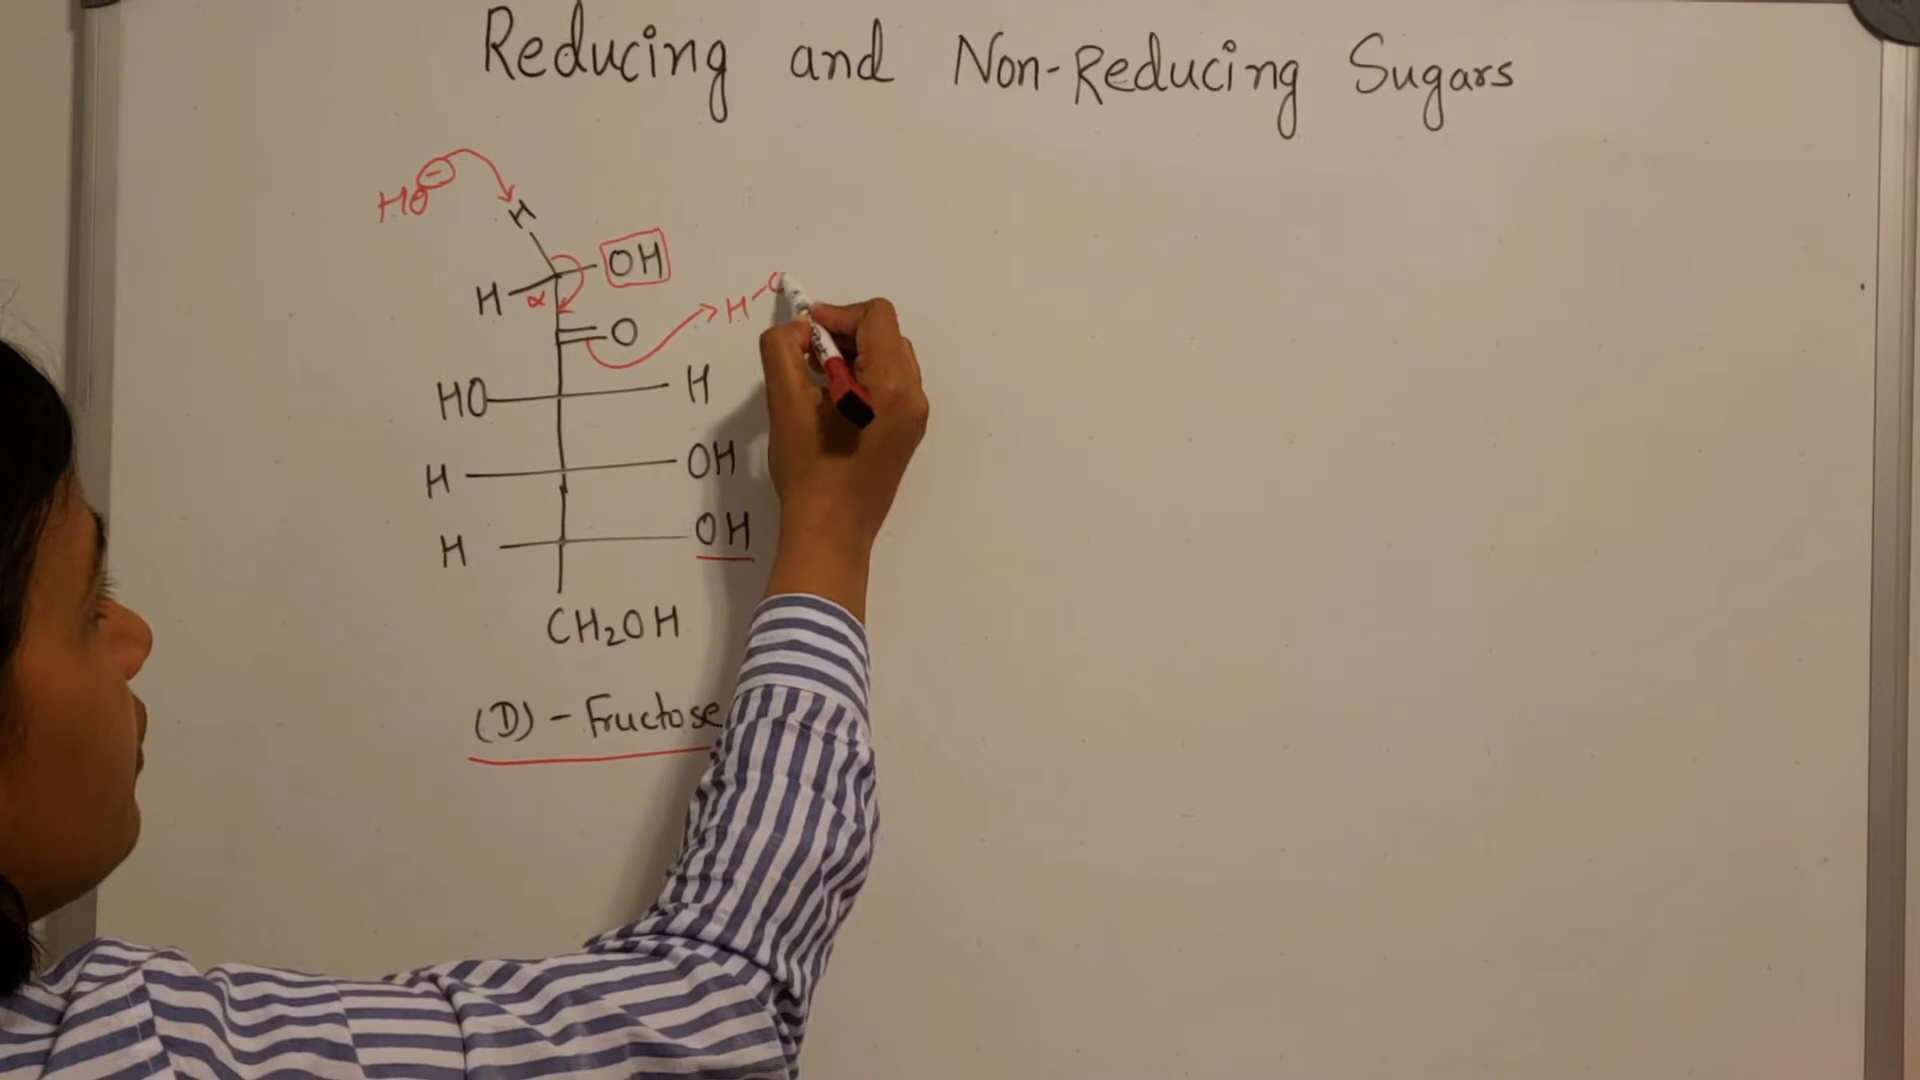 Reducing and Non-Reducing Sugars
HO⊖
H
OH
H α
H-
=O
HO H
H OH
H OH
CH₂OH
(D) - Fructose